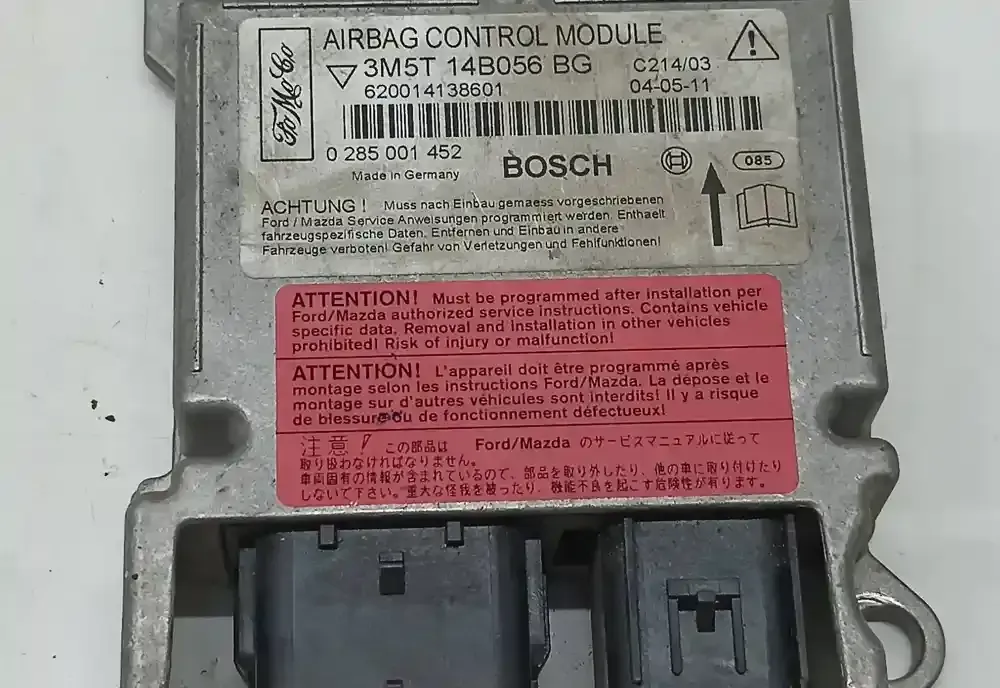 FoMoCo
AIRBAG CONTROL MODULE
3M5T 14B056 BG
C214/03
620014138601
04-05-11
0 285 001 452
BOSCH
085
Made in Germany
ACHTUNG ! Muss nach Einbau gemaess vorgeschriebenen
Ford / Mazda Service Anweisungen programmiert werden. Enthaelt
fahrzeugspezifische Daten. Entfernen und Einbau in andere
Fahrzeuge verboten! Gefahr von Verletzungen und Fehlfunktionen!
ATTENTION! Must be programmed after installation per
Ford/Mazda authorized service instructions. Contains vehicle
specific data. Removal and installation in other vehicles
prohibited! Risk of injury or malfunction!
ATTENTION! L'appareil doit être programmé après
montage selon les instructions Ford/Mazda. La dépose et le
montage sur d'autres véhicules sont interdits! Il y a risque
de blessure ou de fonctionnement défectueux!
注意! この部品は Ford/Mazda のサービスマニュアルに従って
取り扱わなければなりません。
車両固有の情報が含まれているので、部品を取り外したり、他の車に取り付けたり
しないで下さい。重大な怪我を被ったり、機能不良を起こす危険性が有ります。